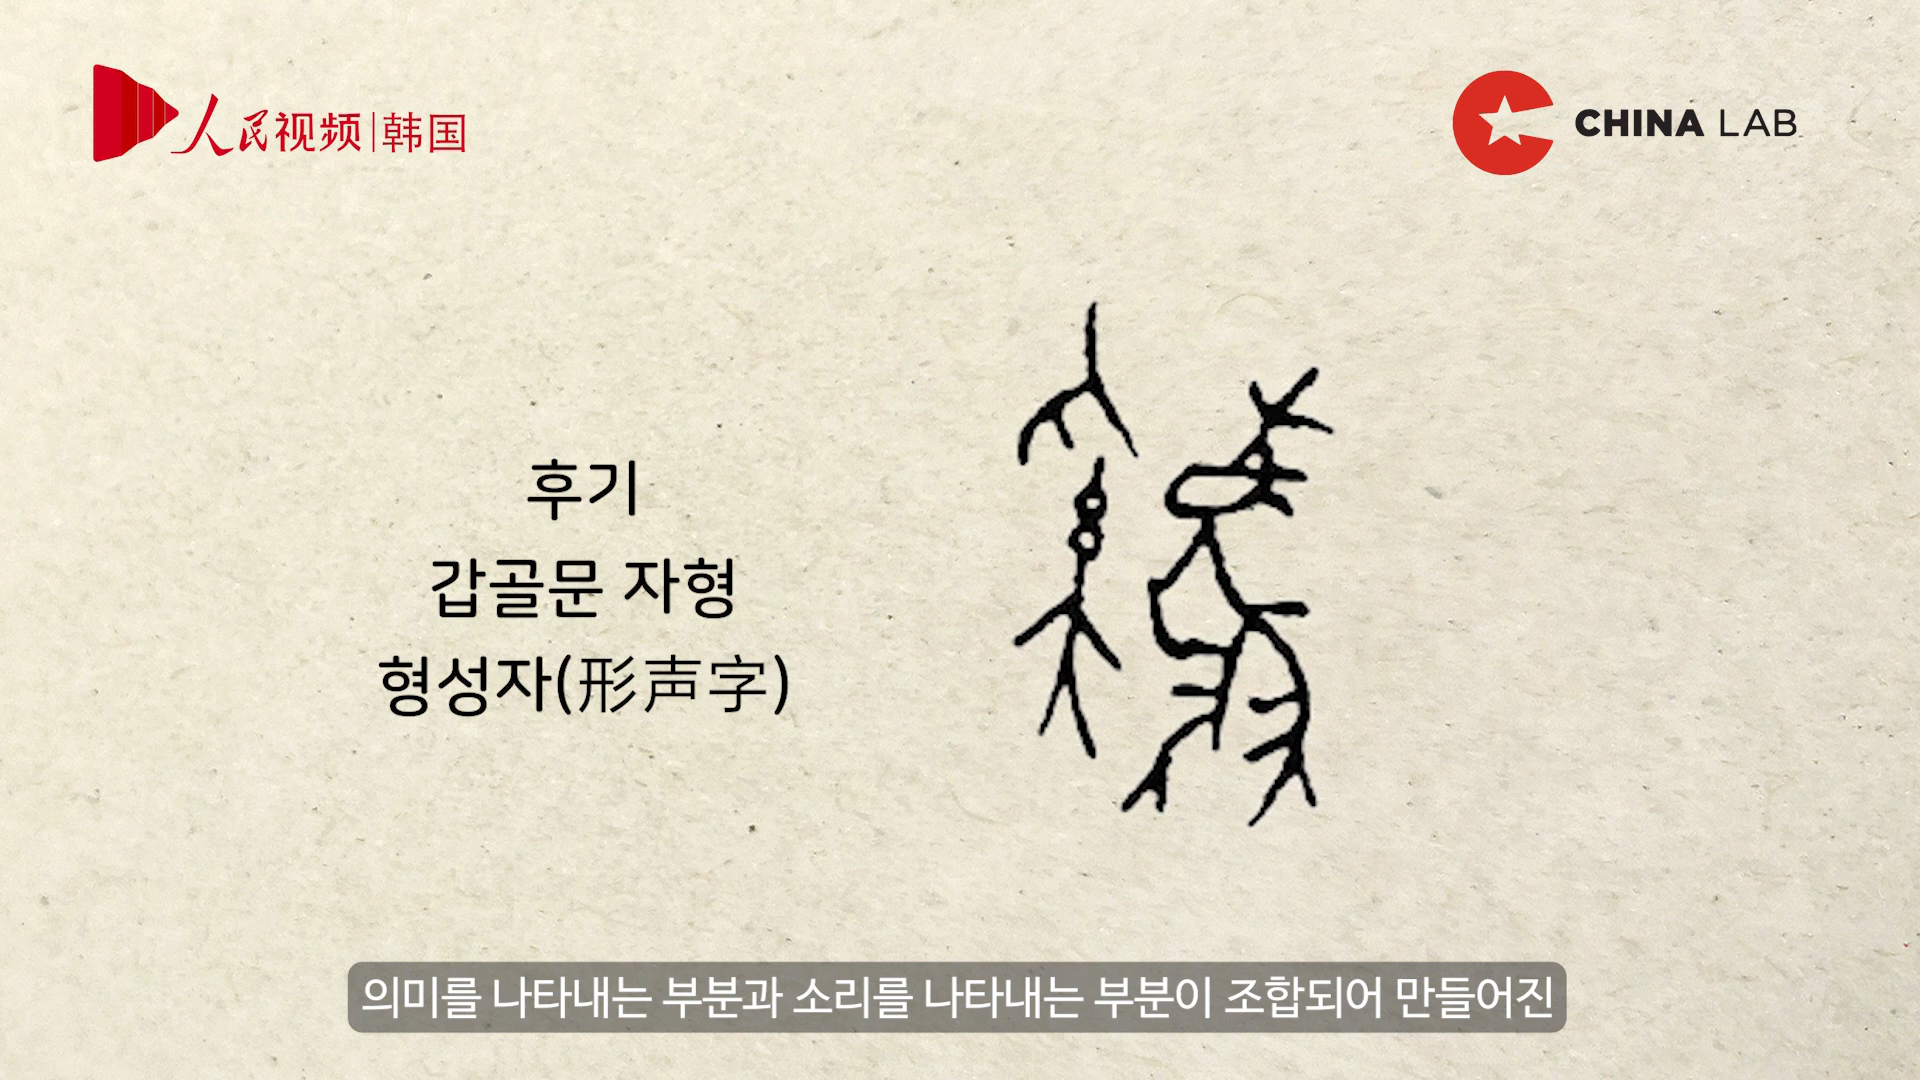 人民视频|韩国
CHINA LAB
후기
갑골문 자형
형성자(形声字)
의미를 나타내는 부분과 소리를 나타내는 부분이 조합되어 만들어진